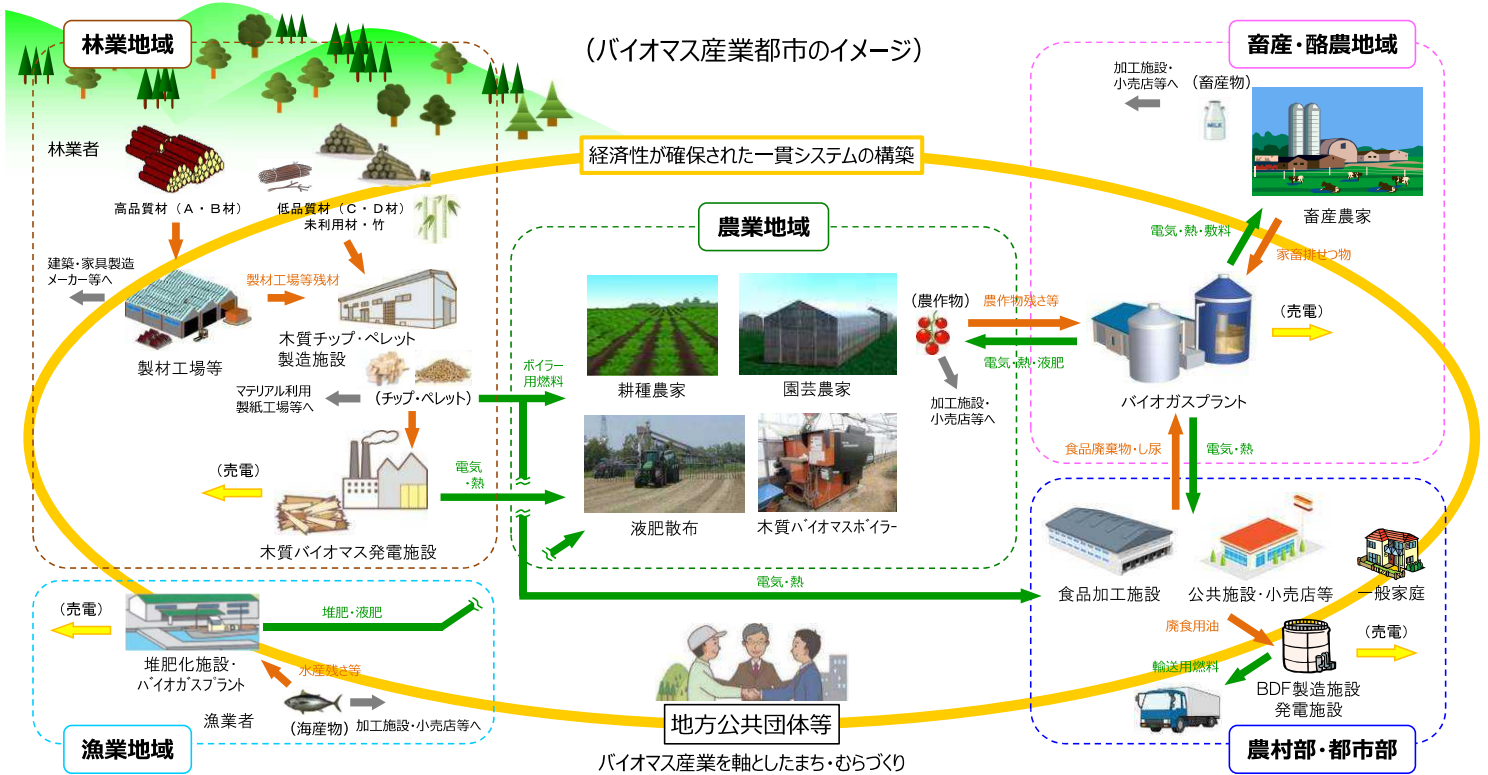 （バイオマス産業都市のイメージ）
経済性が確保された一貫システムの構築
林業地域
林業者
高品質材（Ａ・Ｂ材）
低品質材（Ｃ・Ｄ材）
未利用材・竹
建築・家具製造
メーカー等へ
製材工場等残材
製材工場等
木質チップ・ペレット
製造施設
マテリアル利用
製紙工場等へ
（チップ・ペレット）
ボイラー
用燃料
（売電）
電気
・熱
木質バイオマス発電施設
農業地域
耕種農家
園芸農家
液肥散布
木質バイオマスボイラー
（農作物）
農作物残さ等
電気・熱・液肥
加工施設・
小売店等へ
電気・熱
畜産・酪農地域
加工施設・
小売店等へ
（畜産物）
MILK
畜産農家
電気・熱・敷料
家畜排せつ物
（売電）
バイオガスプラント
食品廃棄物・し尿
電気・熱
食品加工施設
公共施設・小売店等
一般家庭
廃食用油
（売電）
輸送用燃料
BDF製造施設
発電施設
農村部・都市部
（売電）
堆肥・液肥
堆肥化施設・
バイオガスプラント
水産残さ等
漁業者
（海産物）
加工施設・小売店等へ
漁業地域
地方公共団体等
バイオマス産業を軸としたまち・むらづくり